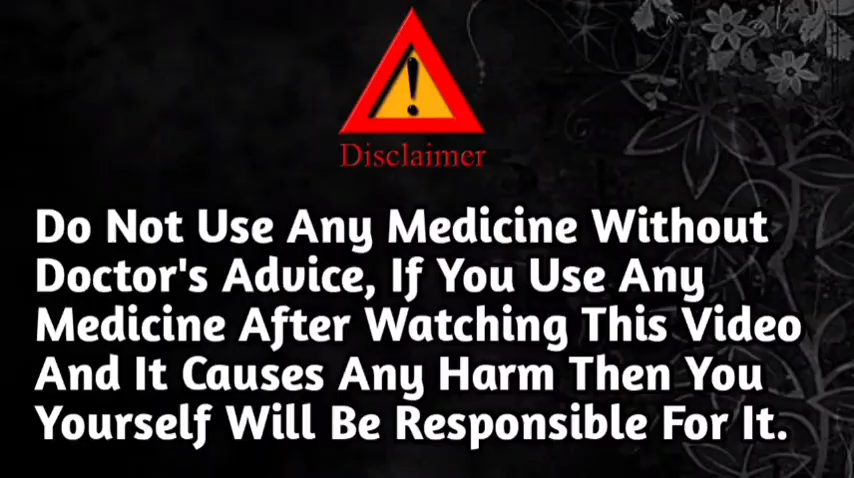 Disclaimer
Do Not Use Any Medicine Without
Doctor's Advice, If You Use Any
Medicine After Watching This Video
And It Causes Any Harm Then You
Yourself Will Be Responsible For It.